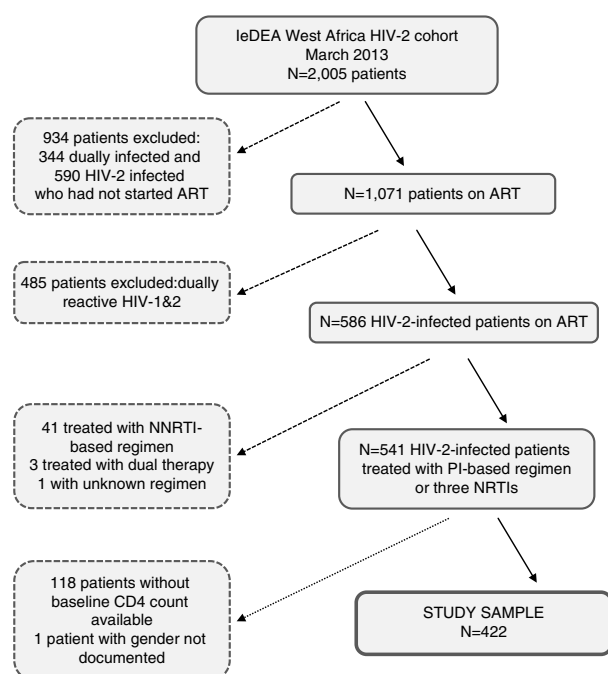 IeDEA West Africa HIV-2 cohort
March 2013
N=2,005 patients
934 patients excluded:
344 dually infected and
590 HIV-2 infected
who had not started ART
N=1,071 patients on ART
485 patients excluded:dually
reactive HIV-1&2
N=586 HIV-2-infected patients on ART
41 treated with NNRTI-
based regimen
3 treated with dual therapy
1 with unknown regimen
N=541 HIV-2-infected patients
treated with PI-based regimen
or three NRTIs
118 patients without
baseline CD4 count
available
1 patient with gender not
documented
STUDY SAMPLE
N=422